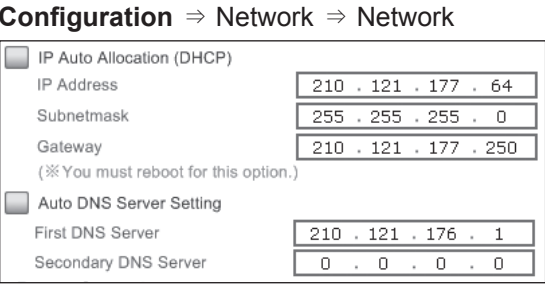 Configuration ⇒ Network ⇒ Network
IP Auto Allocation (DHCP)
IP Address 210 . 121 . 177 . 64
Subnetmask 255 . 255 . 255 . 0
Gateway 210 . 121 . 177 . 250
(※You must reboot for this option.)
Auto DNS Server Setting
First DNS Server 210 . 121 . 176 . 1
Secondary DNS Server 0 . 0 . 0 . 0